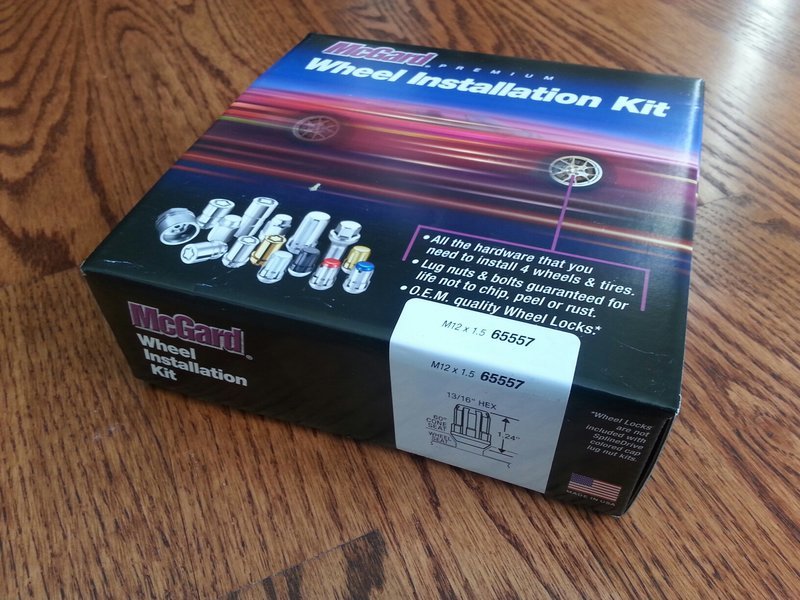 McGard®
PREMIUM
Wheel Installation Kit
• All the hardware that you
need to install 4 wheels & tires.
• Lug nuts & bolts guaranteed for
life not to chip, peel or rust.
• O.E.M. quality Wheel Locks.*
M12 x 1.5 65557
McGard®
Wheel
Installation
Kit
M12 x 1.5 65557
13/16" HEX
60°
CONE
SEAT
1.24"
WHEEL
SEAT
*Wheel Locks
are not
included with
SplineDrive
colored cap
lug nut kits.
MADE IN USA